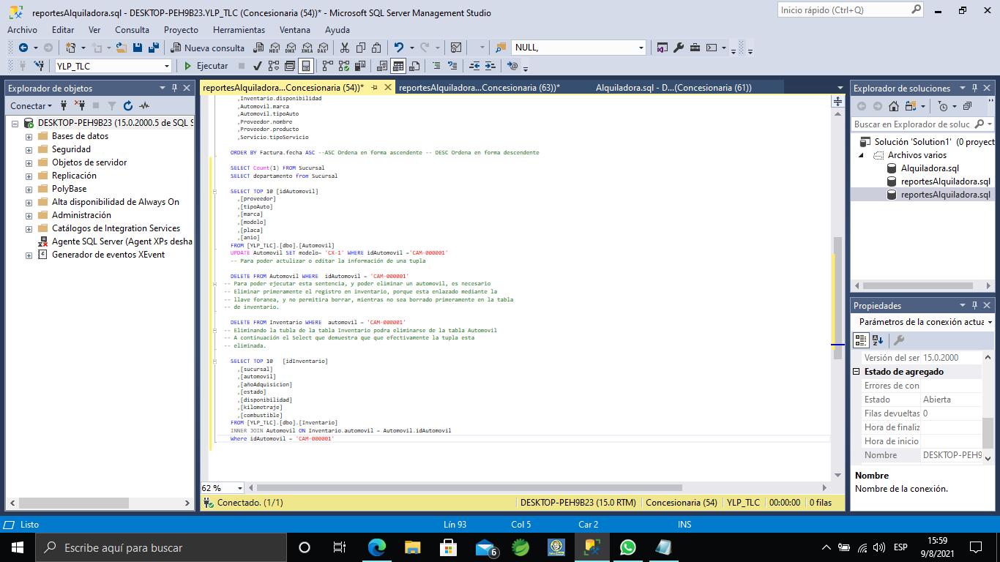 reportesAlquiladora.sql - DESKTOP-PEH9B23.YLP_TLC (Concesionaria (54))* - Microsoft SQL Server Management Studio
Inicio rápido (Ctrl+Q)
Archivo Editar Ver Consulta Proyecto Herramientas Ventana Ayuda
Nueva consulta
MDX DMX XMLA DAX
NULL,
YLP_TLC
Ejecutar
Explorador de objetos
Conectar
DESKTOP-PEH9B23 (15.0.2000.5 de SQL S
Bases de datos
Seguridad
Objetos de servidor
Replicación
PolyBase
Alta disponibilidad de Always On
Administración
Catálogos de Integration Services
Agente SQL Server (Agent XPs desha
Generador de eventos XEvent
reportesAlquiladora...Concesionaria (54))*
reportesAlquiladora...Concesionaria (63))*
Alquiladora.sql - D...(Concesionaria (61))
,Inventario.disponibilidad
,Automovil.marca
,Automovil.tipoAuto
,Proveedor.nombre
,Proveedor.producto
,Servicio.tipoServicio
ORDER BY Factura.fecha ASC --ASC Ordena en forma ascendente -- DESC Ordena en forma descendente
SELECT Count(1) FROM Sucursal
SELECT departamento from Sucursal
SELECT TOP 10 [idAutomovil]
,[proveedor]
,[tipoAuto]
,[marca]
,[modelo]
,[placa]
,[anio]
FROM [YLP_TLC].[dbo].[Automovil]
UPDATE Automovil SET modelo= 'CX-1' WHERE idAutomovil ='CAM-000001'
-- Para poder actulizar o editar la información de una tupla
DELETE FROM Automovil WHERE  idAutomovil = 'CAM-000001'
-- Para poder ejecutar esta sentencia, y poder eliminar un automovil, es necesario
-- Eliminar primeramente el registro en inventario, porque esta enlazado mediante la
-- llave foranea, y no permitira borrar, mientras no sea borrado primeramente en la tabla
-- de inventario.
DELETE FROM Inventario WHERE  automovil = 'CAM-000001'
-- Eliminando la tubla de la tabla Inventario podra eliminarse de la tabla Automovil
-- A continuación el Select que demuestra que que efectivamente la tupla esta
-- eliminada.
SELECT TOP 10   [idInventario]
,[sucursal]
,[automovil]
,[añoAdquisicion]
,[estado]
,[disponibilidad]
,[kilometraje]
,[combustible]
FROM [YLP_TLC].[dbo].[Inventario]
INNER JOIN Automovil ON Inventario.automovil = Automovil.idAutomovil
Where idAutomovil = 'CAM-000001'
62 %
Conectado. (1/1)
DESKTOP-PEH9B23 (15.0 RTM) Concesionaria (54) YLP_TLC 00:00:00 0 filas
Explorador de soluciones
Buscar en Explorador de soluc
Solución 'Solution1' (0 proyect
Archivos varios
Alquiladora.sql
reportesAlquiladora.sql
reportesAlquiladora.sql
Propiedades
Parámetros de la conexión actua
Versión del ser 15.0.2000
Estado de agregado
Errores de con
Estado Abierta
Filas devueltas 0
Hora de finaliz
Hora de inicio
Nombre DESKTOP-PEH9
Nombre
Nombre de la conexión.
Listo Lín 93 Col 5 Car 2 INS
Escribe aquí para buscar
6
ESP
15:59
9/8/2021